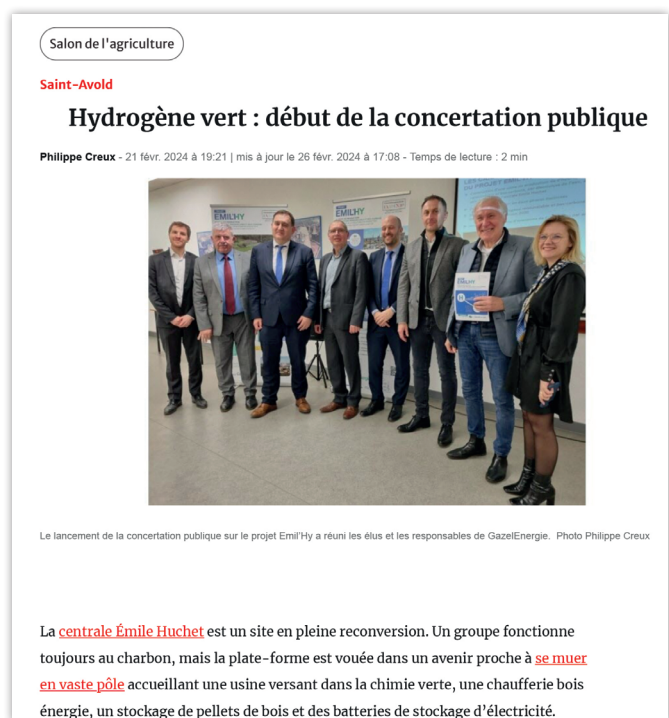 Salon de l'agriculture
Saint-Avold
Hydrogène vert : début de la concertation publique
Philippe Creux - 21 févr. 2024 à 19:21 | mis à jour le 26 févr. 2024 à 17:08 - Temps de lecture : 2 min
EMIL'HY
EMIL'HY
DU PROJET
EMIL'HY
Le lancement de la concertation publique sur le projet Emil'Hy a réuni les élus et les responsables de GazelEnergie. Photo Philippe Creux
La centrale Émile Huchet est un site en pleine reconversion. Un groupe fonctionne
toujours au charbon, mais la plate-forme est vouée dans un avenir proche à se muer
en vaste pôle accueillant une usine versant dans la chimie verte, une chaufferie bois
énergie, un stockage de pellets de bois et des batteries de stockage d'électricité.